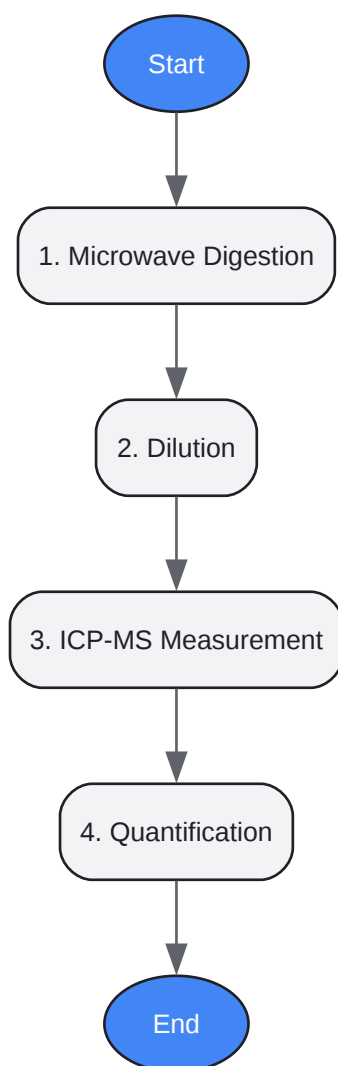 Start
1. Microwave Digestion
2. Dilution
3. ICP-MS Measurement
4. Quantification
End